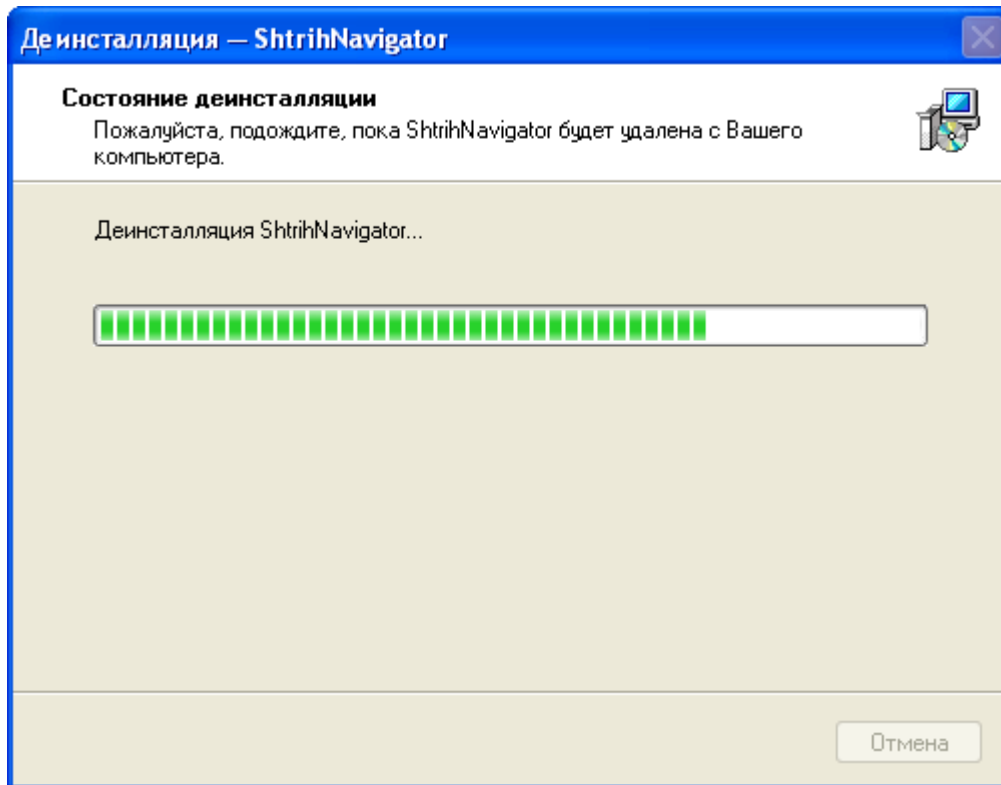 Деинсталляция — ShtrihNavigator
Состояние деинсталляции
Пожалуйста, подождите, пока ShtrihNavigator будет удалена с Вашего
компьютера.
Деинсталляция ShtrihNavigator...
Отмена